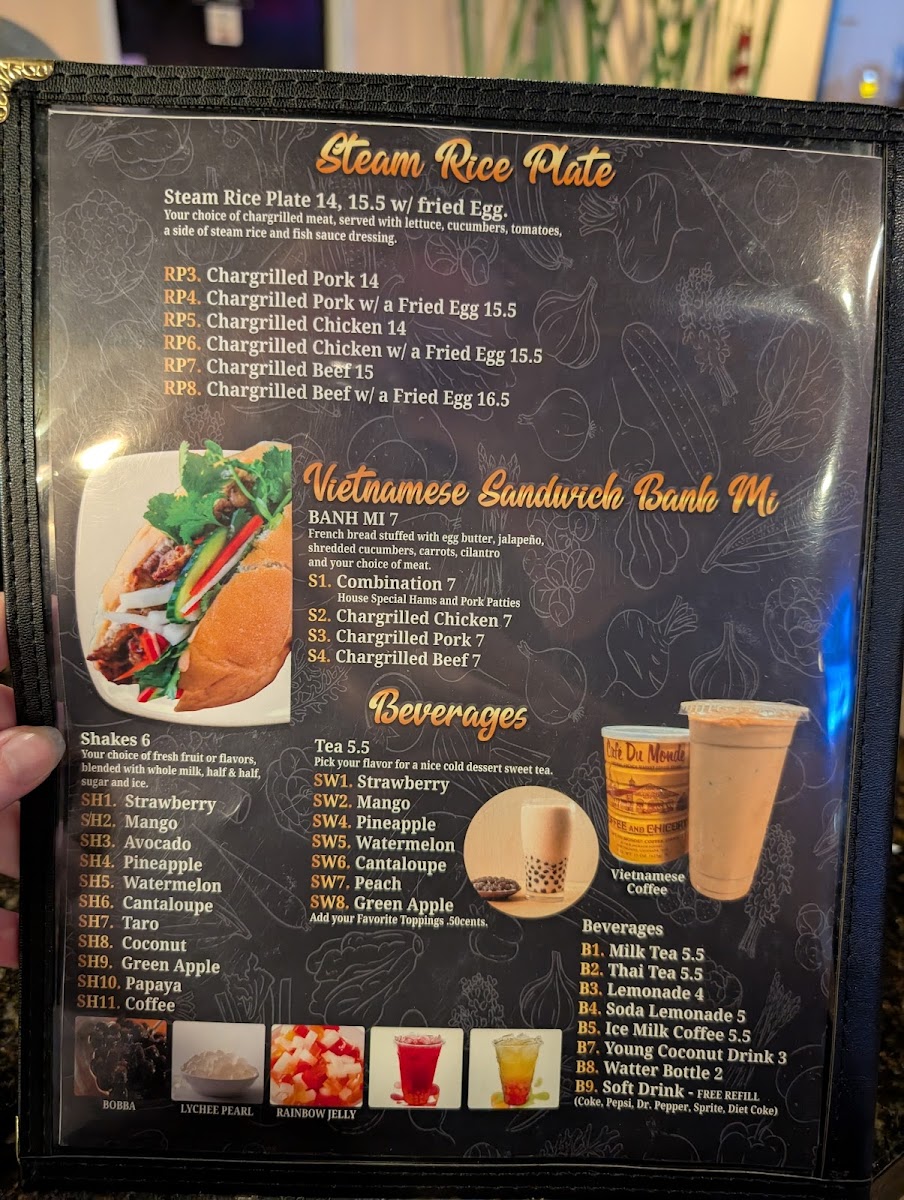 Steam Rice Plate
Steam Rice Plate 14, 15.5 w/ fried Egg.
Your choice of chargrilled meat, served with lettuce, cucumbers, tomatoes,
a side of steam rice and fish sauce dressing.
RP3. Chargrilled Pork 14
RP4. Chargrilled Pork w/ a Fried Egg 15.5
RP5. Chargrilled Chicken 14
RP6. Chargrilled Chicken w/ a Fried Egg 15.5
RP7. Chargrilled Beef 15
RP8. Chargrilled Beef w/ a Fried Egg 16.5
Vietnamese Sandwich Banh Mi
BANH MI 7
French bread stuffed with egg butter, jalapeño,
shredded cucumbers, carrots, cilantro
and your choice of meat.
S1. Combination 7
House Special Hams and Pork Patties
S2. Chargrilled Chicken 7
S3. Chargrilled Pork 7
S4. Chargrilled Beef 7
Beverages
Shakes 6
Your choice of fresh fruit or flavors,
blended with whole milk, half & half,
sugar and ice.
SH1. Strawberry
SH2. Mango
SH3. Avocado
SH4. Pineapple
SH5. Watermelon
SH6. Cantaloupe
SH7. Taro
SH8. Coconut
SH9. Green Apple
SH10. Papaya
SH11. Coffee
Tea 5.5
Pick your flavor for a nice cold dessert sweet tea.
SW1. Strawberry
SW2. Mango
SW4. Pineapple
SW5. Watermelon
SW6. Cantaloupe
SW7. Peach
SW8. Green Apple
Add your Favorite Toppings .50cents.
Cafe Du Monde
COFFEE AND CHICORY
Vietnamese
Coffee
Beverages
B1. Milk Tea 5.5
B2. Thai Tea 5.5
B3. Lemonade 4
B4. Soda Lemonade 5
B5. Ice Milk Coffee 5.5
B7. Young Coconut Drink 3
B8. Watter Bottle 2
B9. Soft Drink - FREE REFILL
(Coke, Pepsi, Dr. Pepper, Sprite, Diet Coke)
BOBBA
LYCHEE PEARL
RAINBOW JELLY